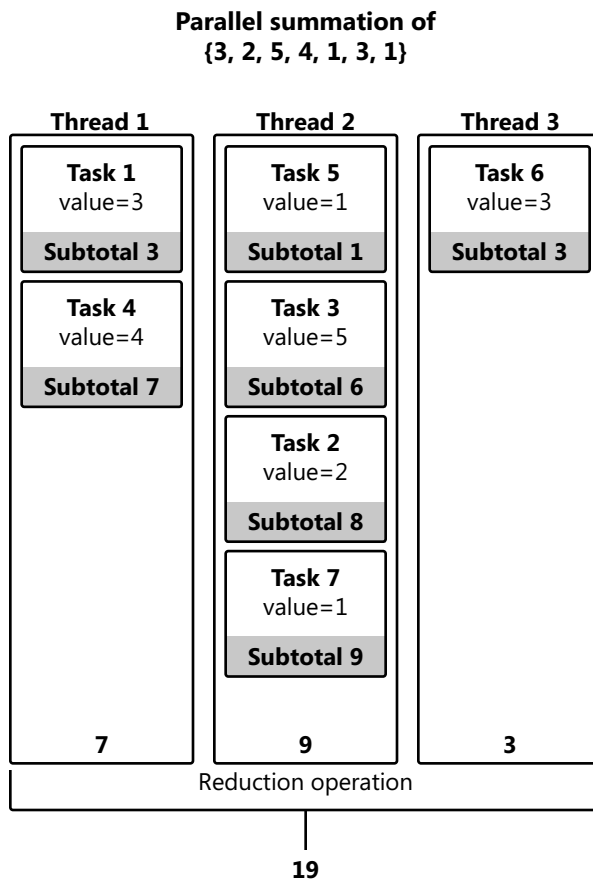 Parallel summation of
{3, 2, 5, 4, 1, 3, 1}
Thread 1
Task 1
value=3
Subtotal 3
Task 4
value=4
Subtotal 7
7
Thread 2
Task 5
value=1
Subtotal 1
Task 3
value=5
Subtotal 6
Task 2
value=2
Subtotal 8
Task 7
value=1
Subtotal 9
9
Thread 3
Task 6
value=3
Subtotal 3
3
Reduction operation
19